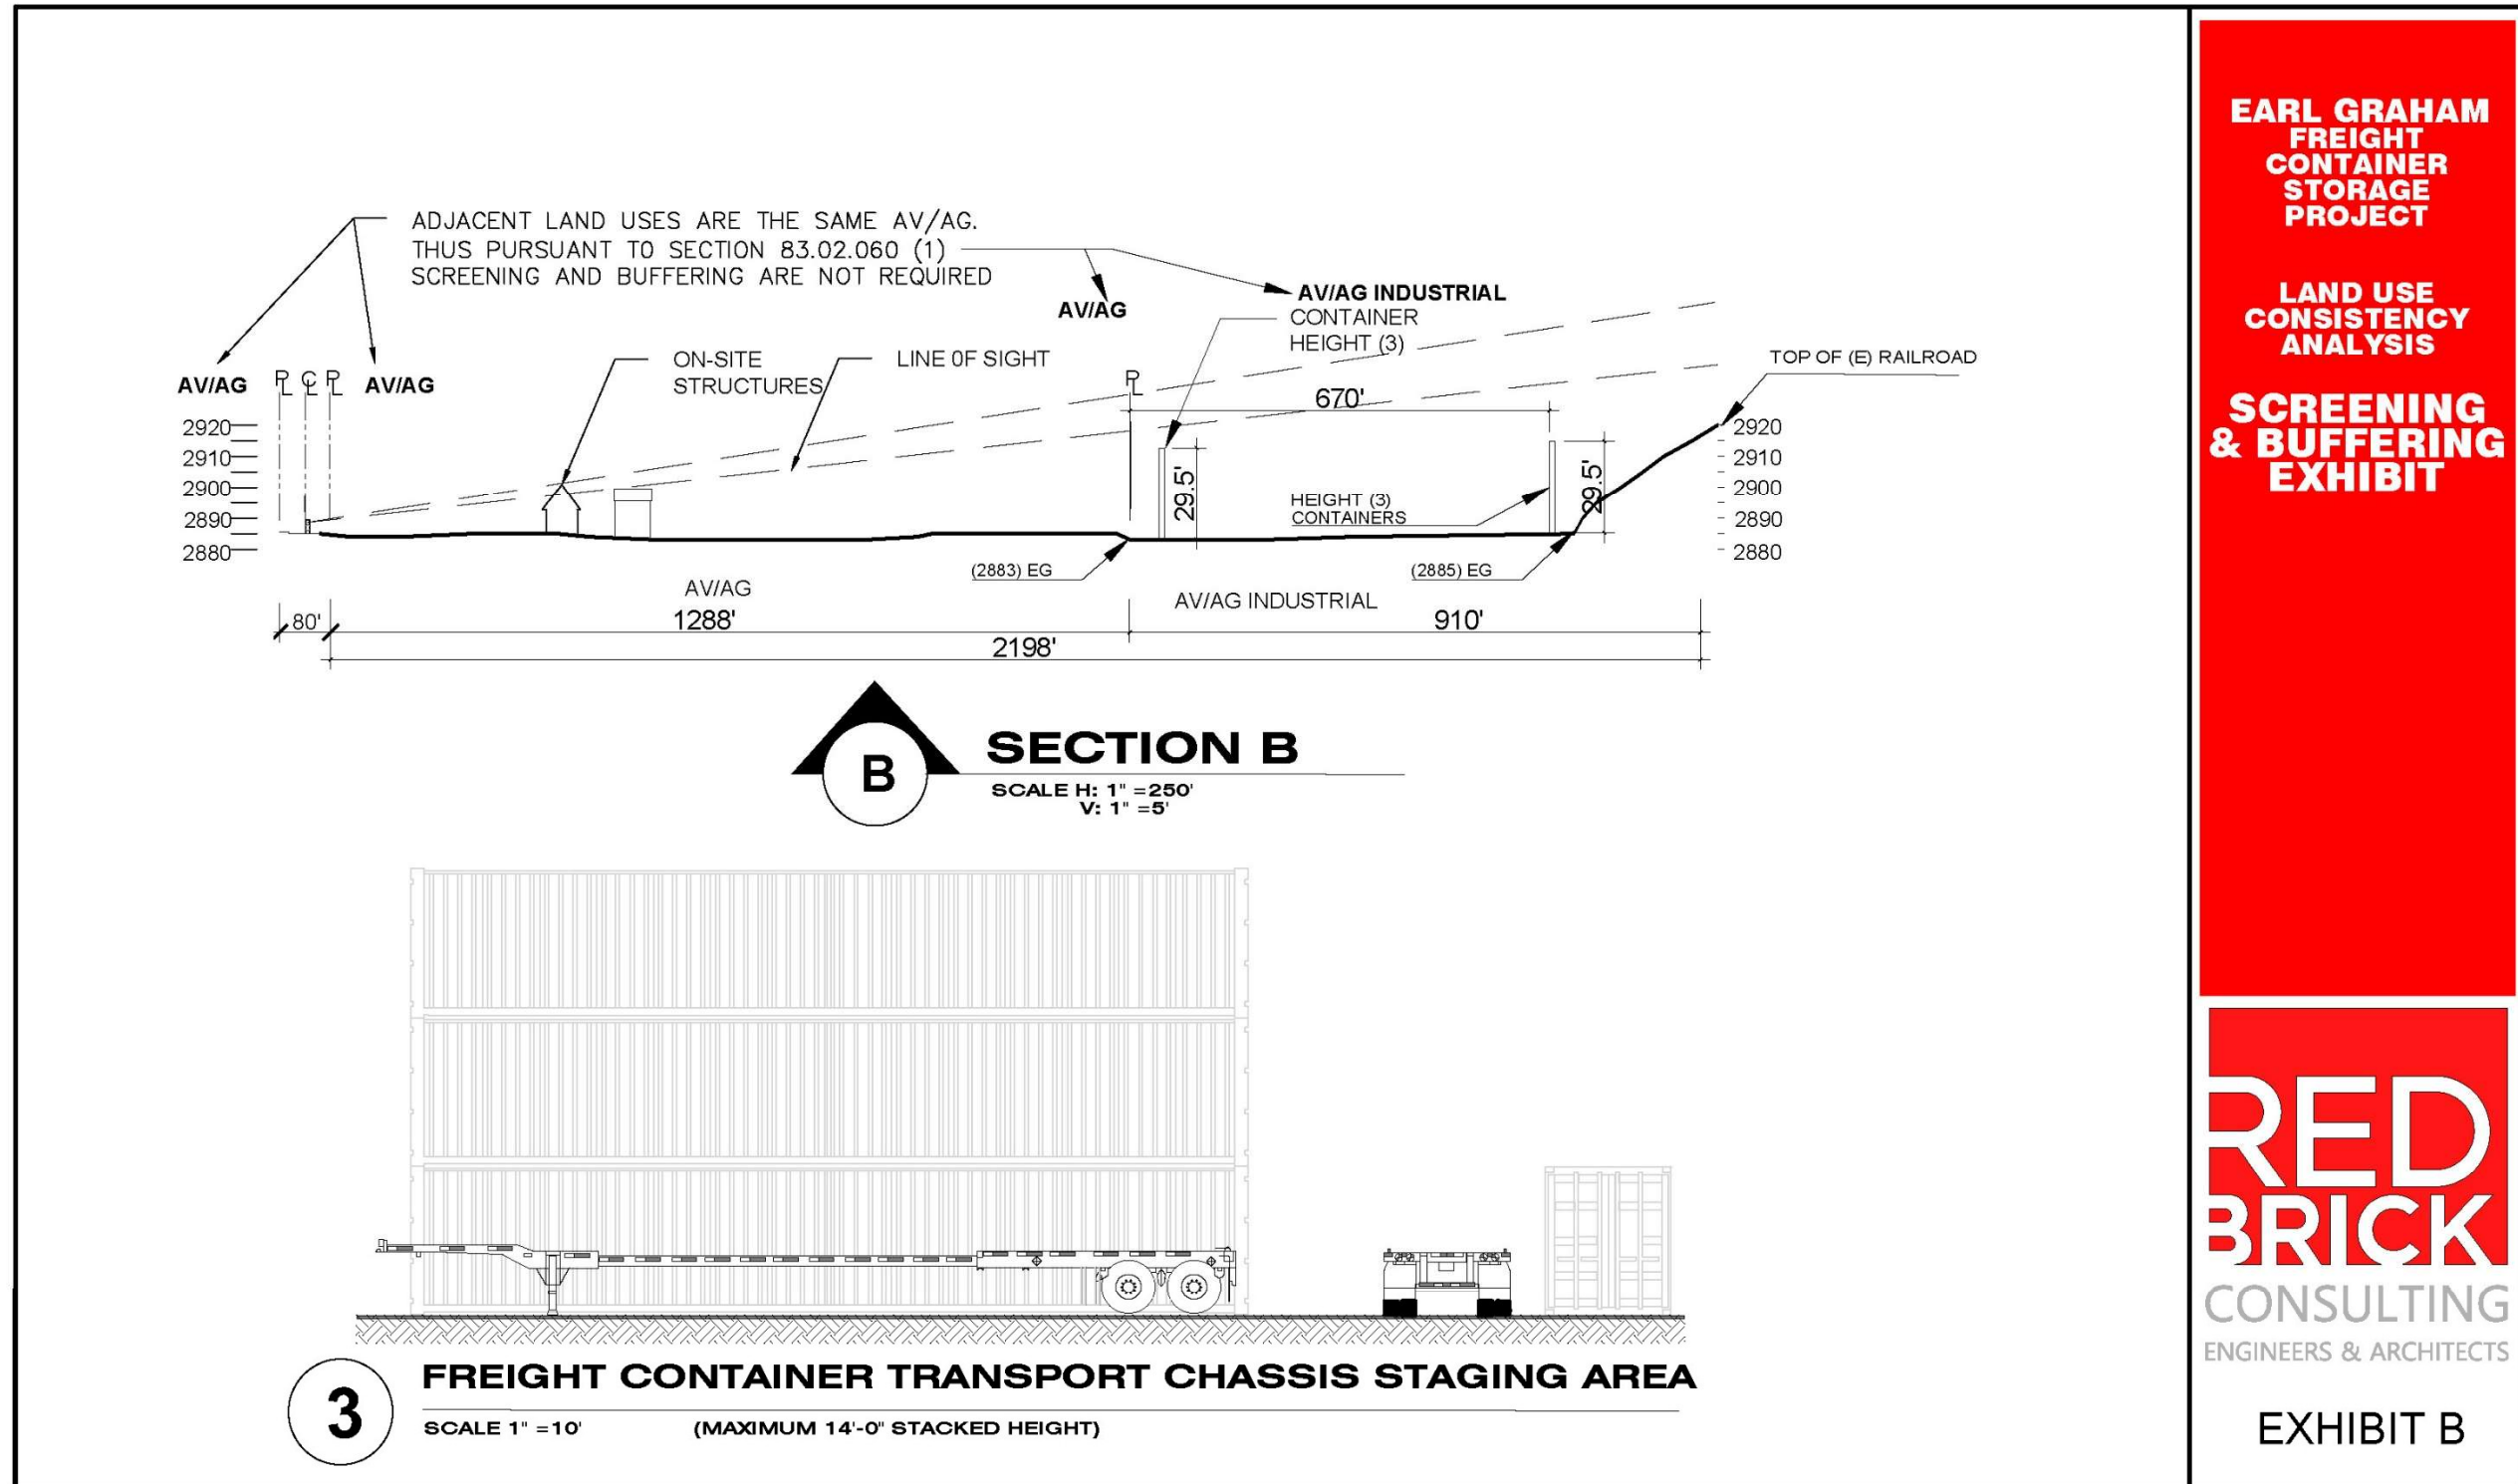 ADJACENT LAND USES ARE THE SAME AV/AG.
THUS PURSUANT TO SECTION 83.02.060 (1)
SCREENING AND BUFFERING ARE NOT REQUIRED
AV/AG
AV/AG INDUSTRIAL
CONTAINER
HEIGHT (3)
ON-SITE
STRUCTURES
LINE 0F SIGHT
TOP OF (E) RAILROAD
AV/AG
PL
CL
PL
AV/AG
PL
670'
2920
2910
2900
2890
2880
29.5'
HEIGHT (3)
CONTAINERS
29.5'
2920
2910
2900
2890
2880
(2883) EG
(2885) EG
AV/AG
AV/AG INDUSTRIAL
80'
1288'
910'
2198'
B
SECTION B
SCALE H: 1" =250'
V: 1" =5'
3
FREIGHT CONTAINER TRANSPORT CHASSIS STAGING AREA
SCALE 1" =10'
(MAXIMUM 14'-0" STACKED HEIGHT)
EARL GRAHAM
FREIGHT
CONTAINER
STORAGE
PROJECT
LAND USE
CONSISTENCY
ANALYSIS
SCREENING
& BUFFERING
EXHIBIT
RED
BRICK
CONSULTING
ENGINEERS & ARCHITECTS
EXHIBIT B